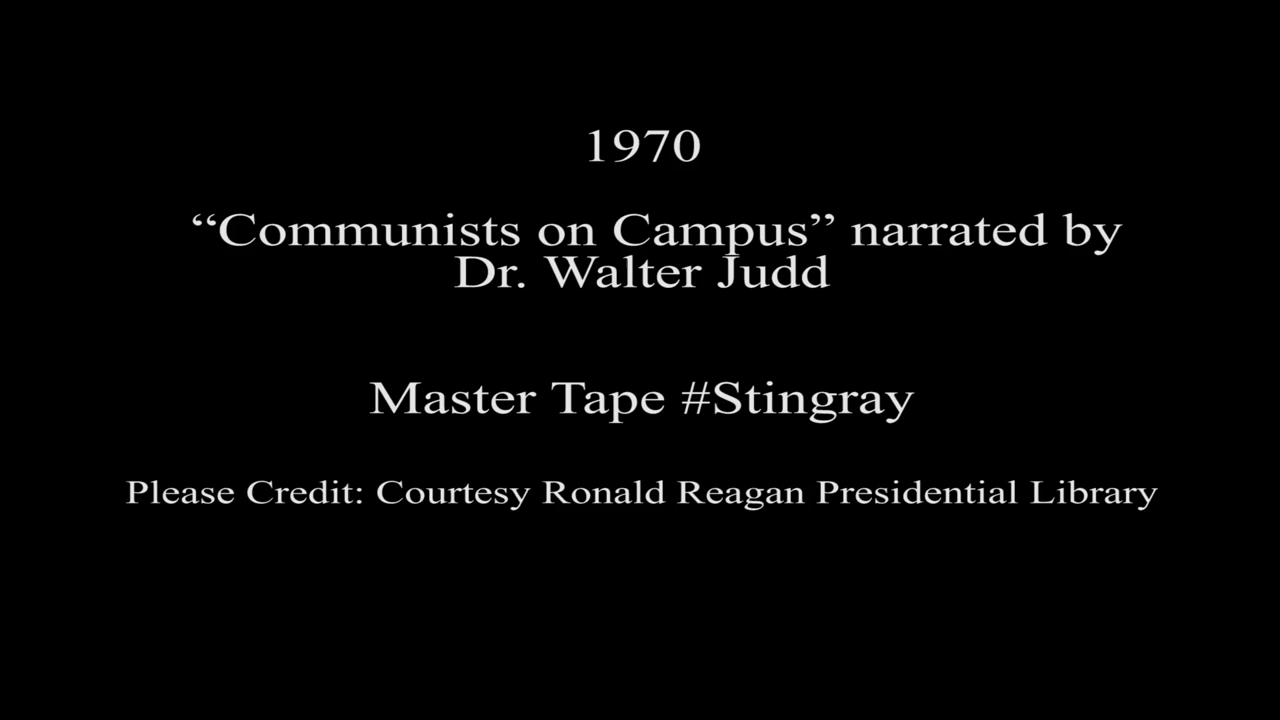 1970
“Communists on Campus” narrated by
Dr. Walter Judd
Master Tape #Stingray
Please Credit: Courtesy Ronald Reagan Presidential Library